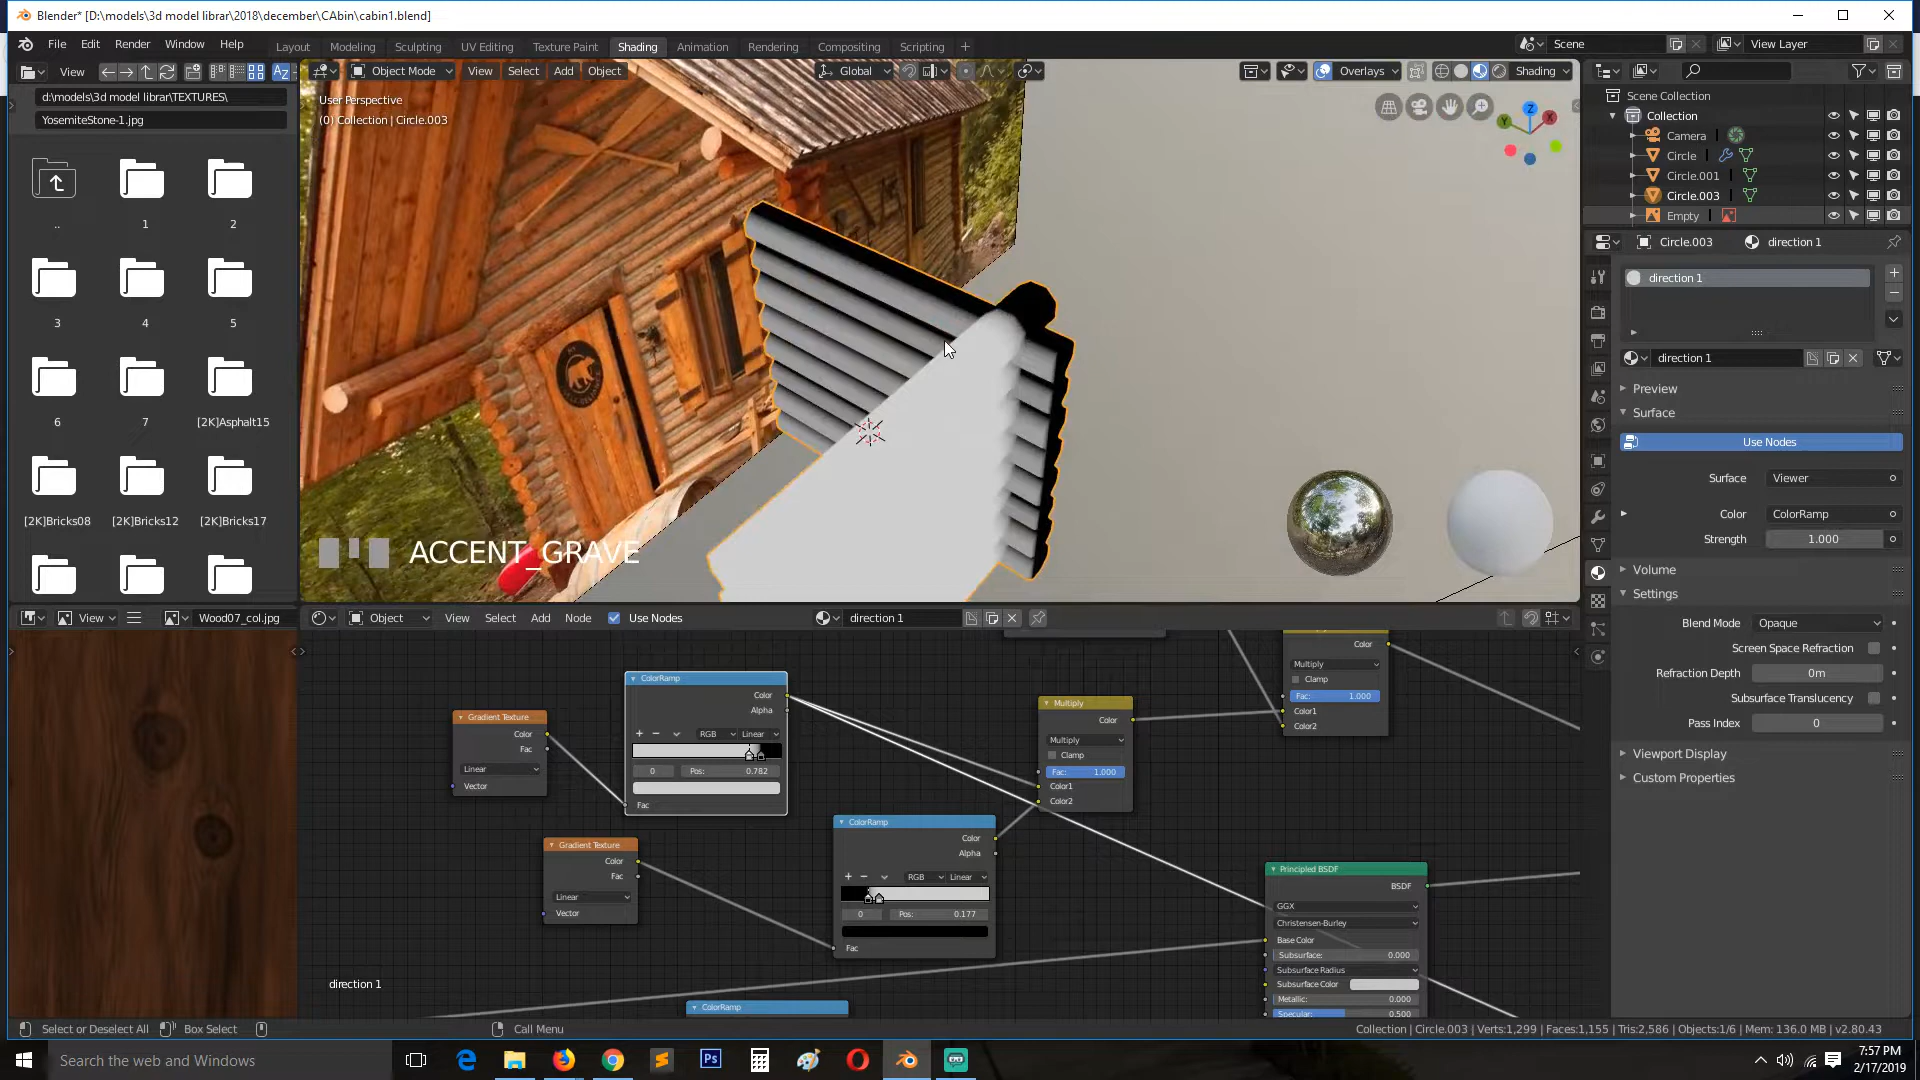 Blender* [D:\models\3d model librar\2018\december\CAbin\cabin1.blend]
File Edit Render Window Help
Layout Modeling Sculpting UV Editing Texture Paint Shading Animation Rendering Compositing Scripting +
Scene View Layer
View
Object Mode View Select Add Object Global Overlays Shading
d:\models\3d model librar\TEXTURES\
YosemiteStone-1.jpg
.. 1 2
3 4 5
6 7 [2K]Asphalt15
[2K]Bricks08 [2K]Bricks12 [2K]Bricks17
User Perspective
(0) Collection | Circle.003
ACCENT_GRAVE
Scene Collection
Collection
Camera
Circle
Circle.001
Circle.003
Empty
Circle.003 direction 1
direction 1
direction 1
Preview
Surface
Use Nodes
Surface Viewer
Color ColorRamp
Strength 1.000
Volume
Settings
Blend Mode Opaque
Screen Space Refraction
Refraction Depth 0m
Subsurface Translucency
Pass Index 0
Viewport Display
Custom Properties
View Wood07_col.jpg
Object View Select Add Node Use Nodes direction 1
Gradient Texture
Color
Fac
Linear
Vector
ColorRamp
Color
Alpha
RGB Linear
0 Pos: 0.782
Fac
Gradient Texture
Color
Fac
Linear
Vector
ColorRamp
Color
Alpha
RGB Linear
0 Pos: 0.177
Fac
Multiply
Color
Multiply
Clamp
Fac: 1.000
Color1
Color2
Color
Multiply
Clamp
Fac: 1.000
Color1
Color2
Principled BSDF
BSDF
GGX
Christensen-Burley
Base Color
Subsurface: 0.000
Subsurface Radius
Subsurface Color
Metallic: 0.000
Specular: 0.500
ColorRamp
direction 1
Select or Deselect All Box Select Call Menu
Collection | Circle.003 | Verts:1,299 | Faces:1,155 | Tris:2,586 | Objects:1/6 | Mem: 136.0 MB | v2.80.43
Search the web and Windows
7:57 PM
2/17/2019